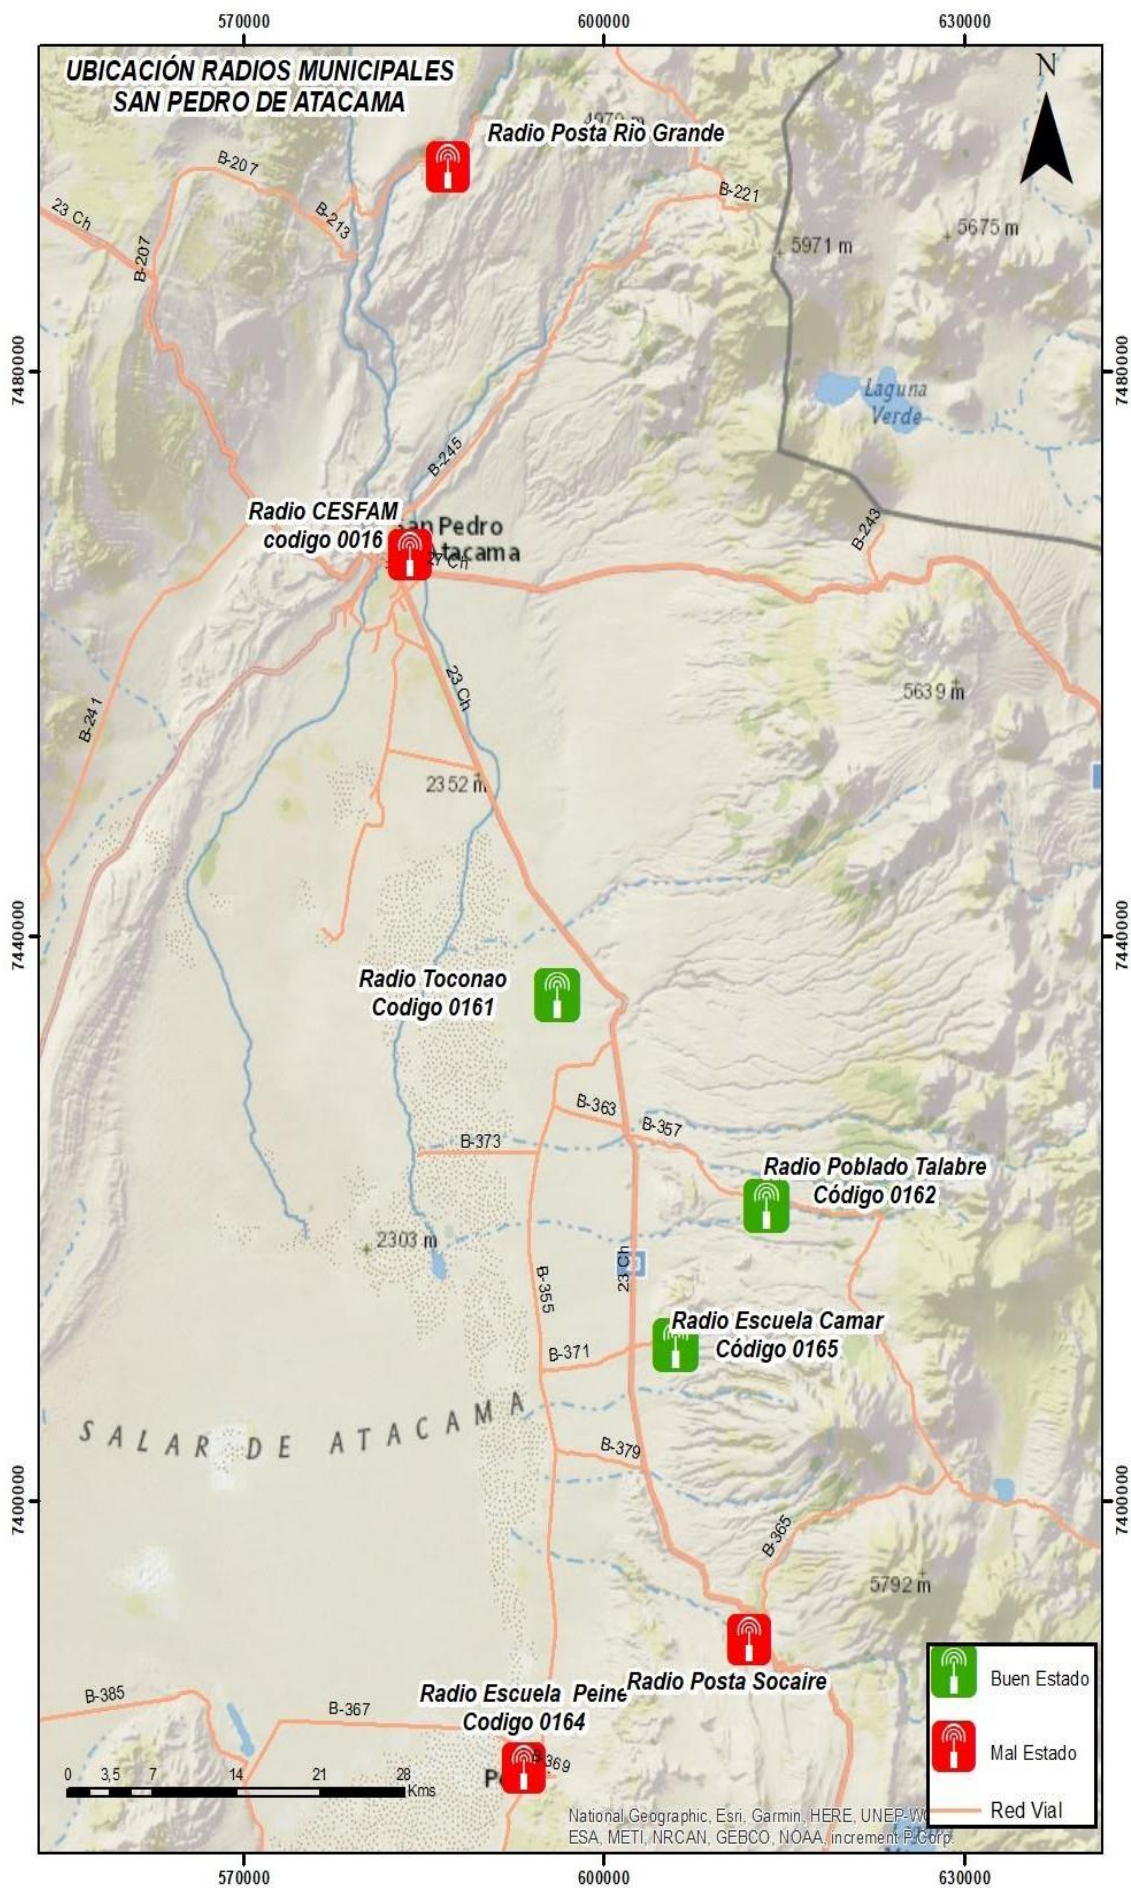 570000
600000
630000
UBICACIÓN RADIOS MUNICIPALES
SAN PEDRO DE ATACAMA
N
4970 m
Radio Posta Rio Grande
B-207
B-221
23 Ch
B-213
B-207
5675 m
5971 m
7480000
7480000
Laguna
Verde
B-245
Radio CESFAM
codigo 0016
San Pedro
Atacama
27 Ch
B-243
5639 m
23 Ch
B-241
2352 m
7440000
7440000
Radio Toconao
Codigo 0161
B-363
B-357
B-373
Radio Poblado Talabre
Código 0162
2303 m
23 Ch
B-355
Radio Escuela Camar
Código 0165
B-371
SALAR DE ATACAMA
B-379
7400000
7400000
B-365
5792 m
Radio Posta Socaire
Radio Escuela Peine
Codigo 0164
B-385
B-367
B-369
0 3,5 7 14 21 28
Kms
Buen Estado
Mal Estado
Red Vial
National Geographic, Esri, Garmin, HERE, UNEP-W
ESA, METI, NRCAN, GEBCO, NOAA, increment P Corp.
570000
600000
630000